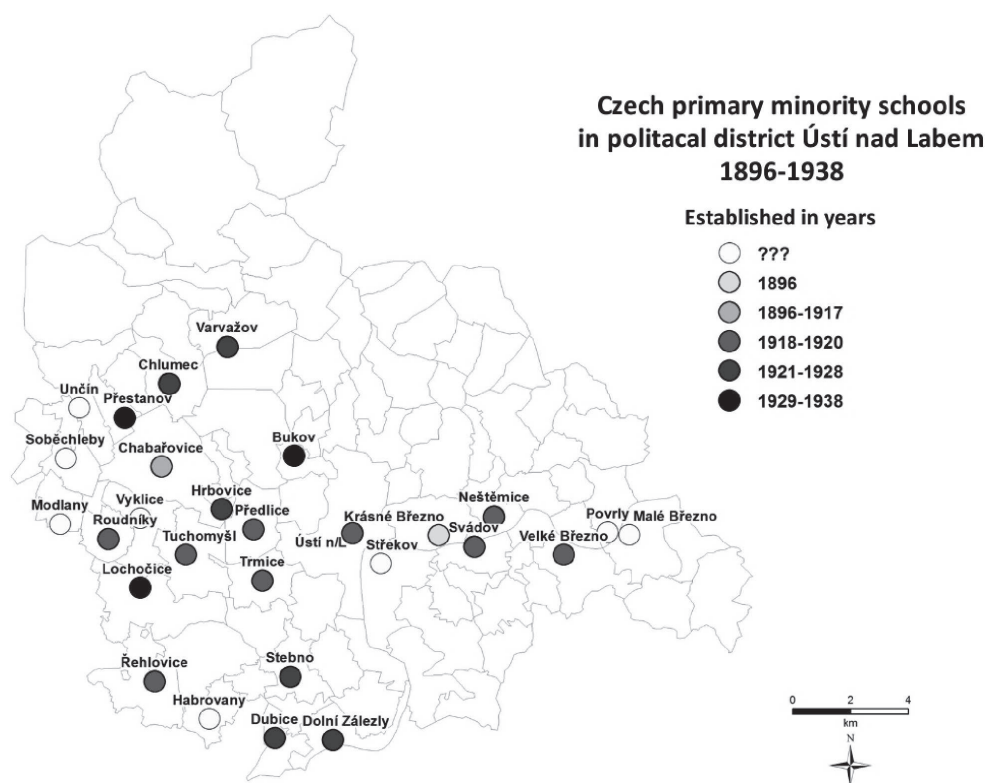 Czech primary minority schools
in politacal district Ústí nad Labem
1896-1938
Established in years
???
1896
1896-1917
1918-1920
1921-1928
1929-1938
Varvažov
Chlumec
Unčín
Přestanov
Soběchleby
Chabařovice
Bukov
Modlany
Vyklice
Hrbovice
Roudníky
Předlice
Tuchomyšl
Ústí n/L
Krásné Březno
Neštěmice
Svádov
Střekov
Povrly
Malé Březno
Velké Březno
Lochočice
Trmice
Řehlovice
Stebno
Habrovany
Dubice
Dolní Zálezly
0 2 4
km
N